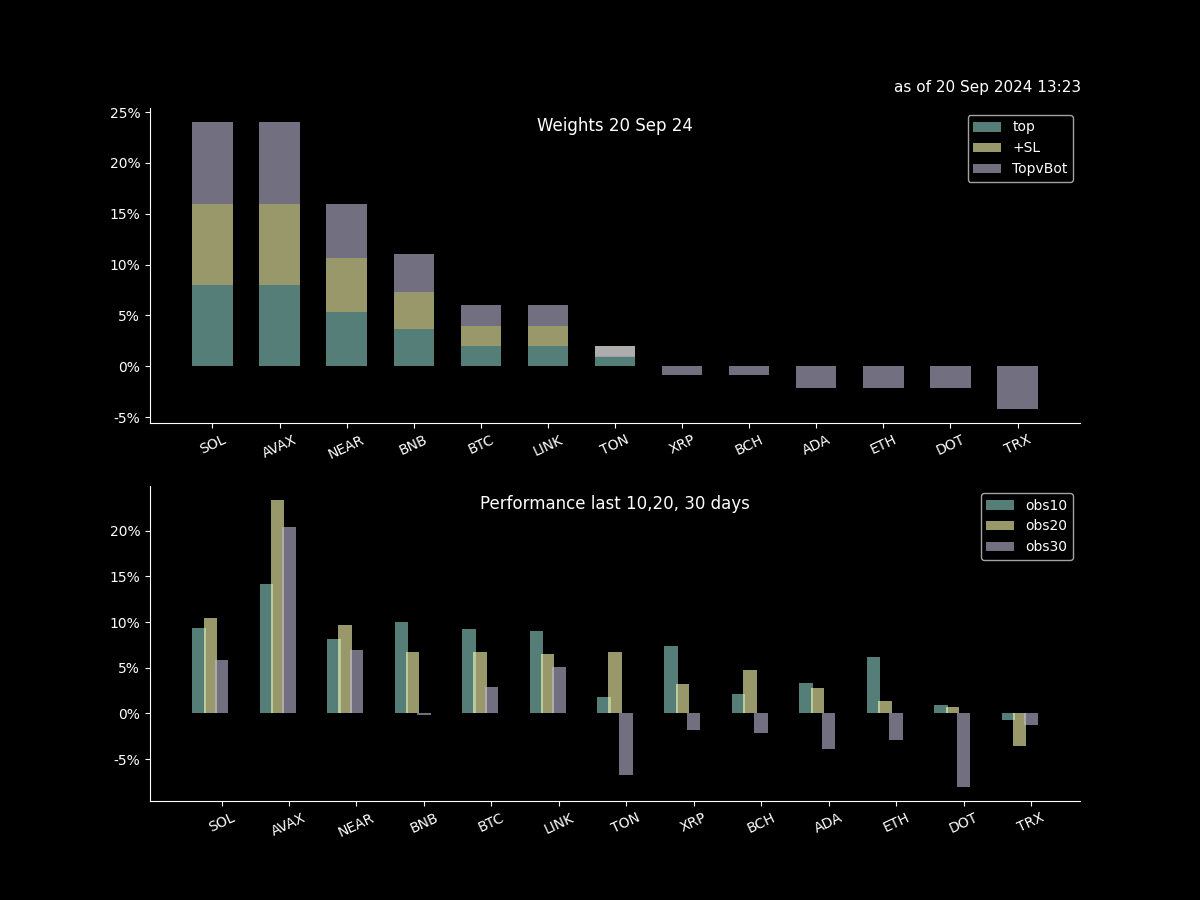 as of 20 Sep 2024 13:23
Weights 20 Sep 24
top
+SL
TopvBot
25%
20%
15%
10%
5%
0%
-5%
SOL AVAX NEAR BNB BTC LINK TON XRP BCH ADA ETH DOT TRX
Performance last 10,20, 30 days
obs10
obs20
obs30
20%
15%
10%
5%
0%
-5%
SOL AVAX NEAR BNB BTC LINK TON XRP BCH ADA ETH DOT TRX